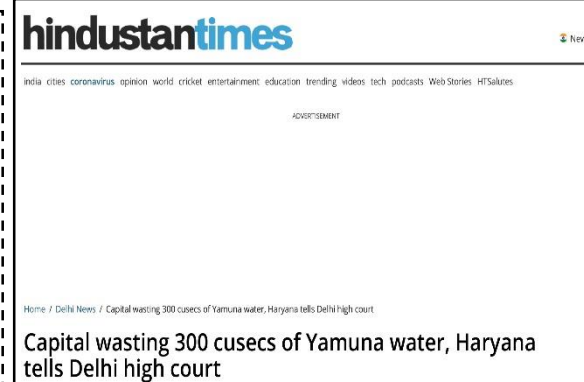 hindustantimes
New
india cities coronavirus opinion world cricket entertainment education trending videos tech podcasts Web Stories HTSalutes
ADVERTISEMENT
Home / Delhi News / Capital wasting 300 cusecs of Yamuna water, Haryana tells Delhi high court
Capital wasting 300 cusecs of Yamuna water, Haryana
tells Delhi high court